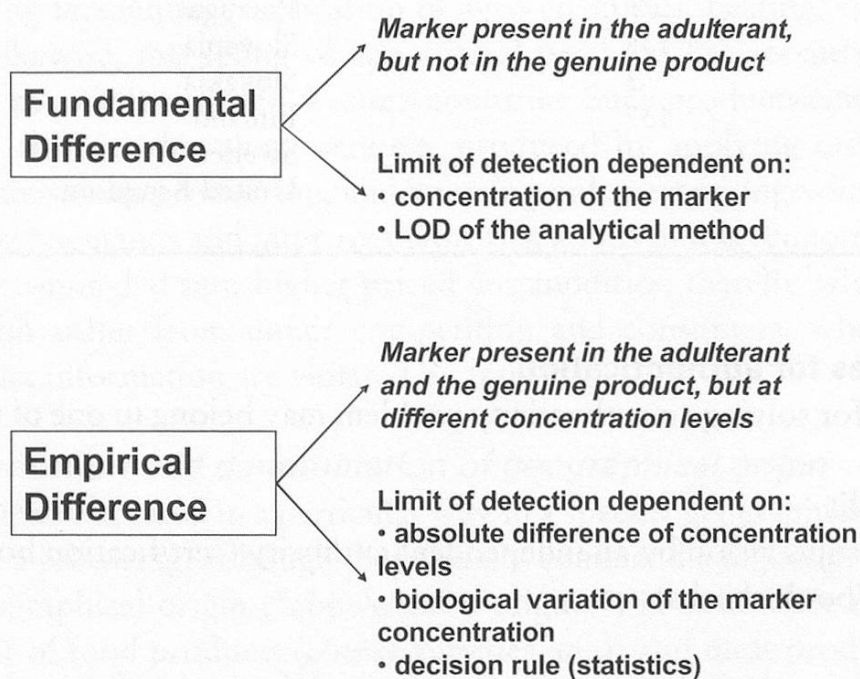 Marker present in the adulterant,
but not in the genuine product
Fundamental
Difference
Limit of detection dependent on:
• concentration of the marker
• LOD of the analytical method
Marker present in the adulterant
and the genuine product, but at
different concentration levels
Empirical
Difference
Limit of detection dependent on:
• absolute difference of concentration
levels
• biological variation of the marker
concentration
• decision rule (statistics)